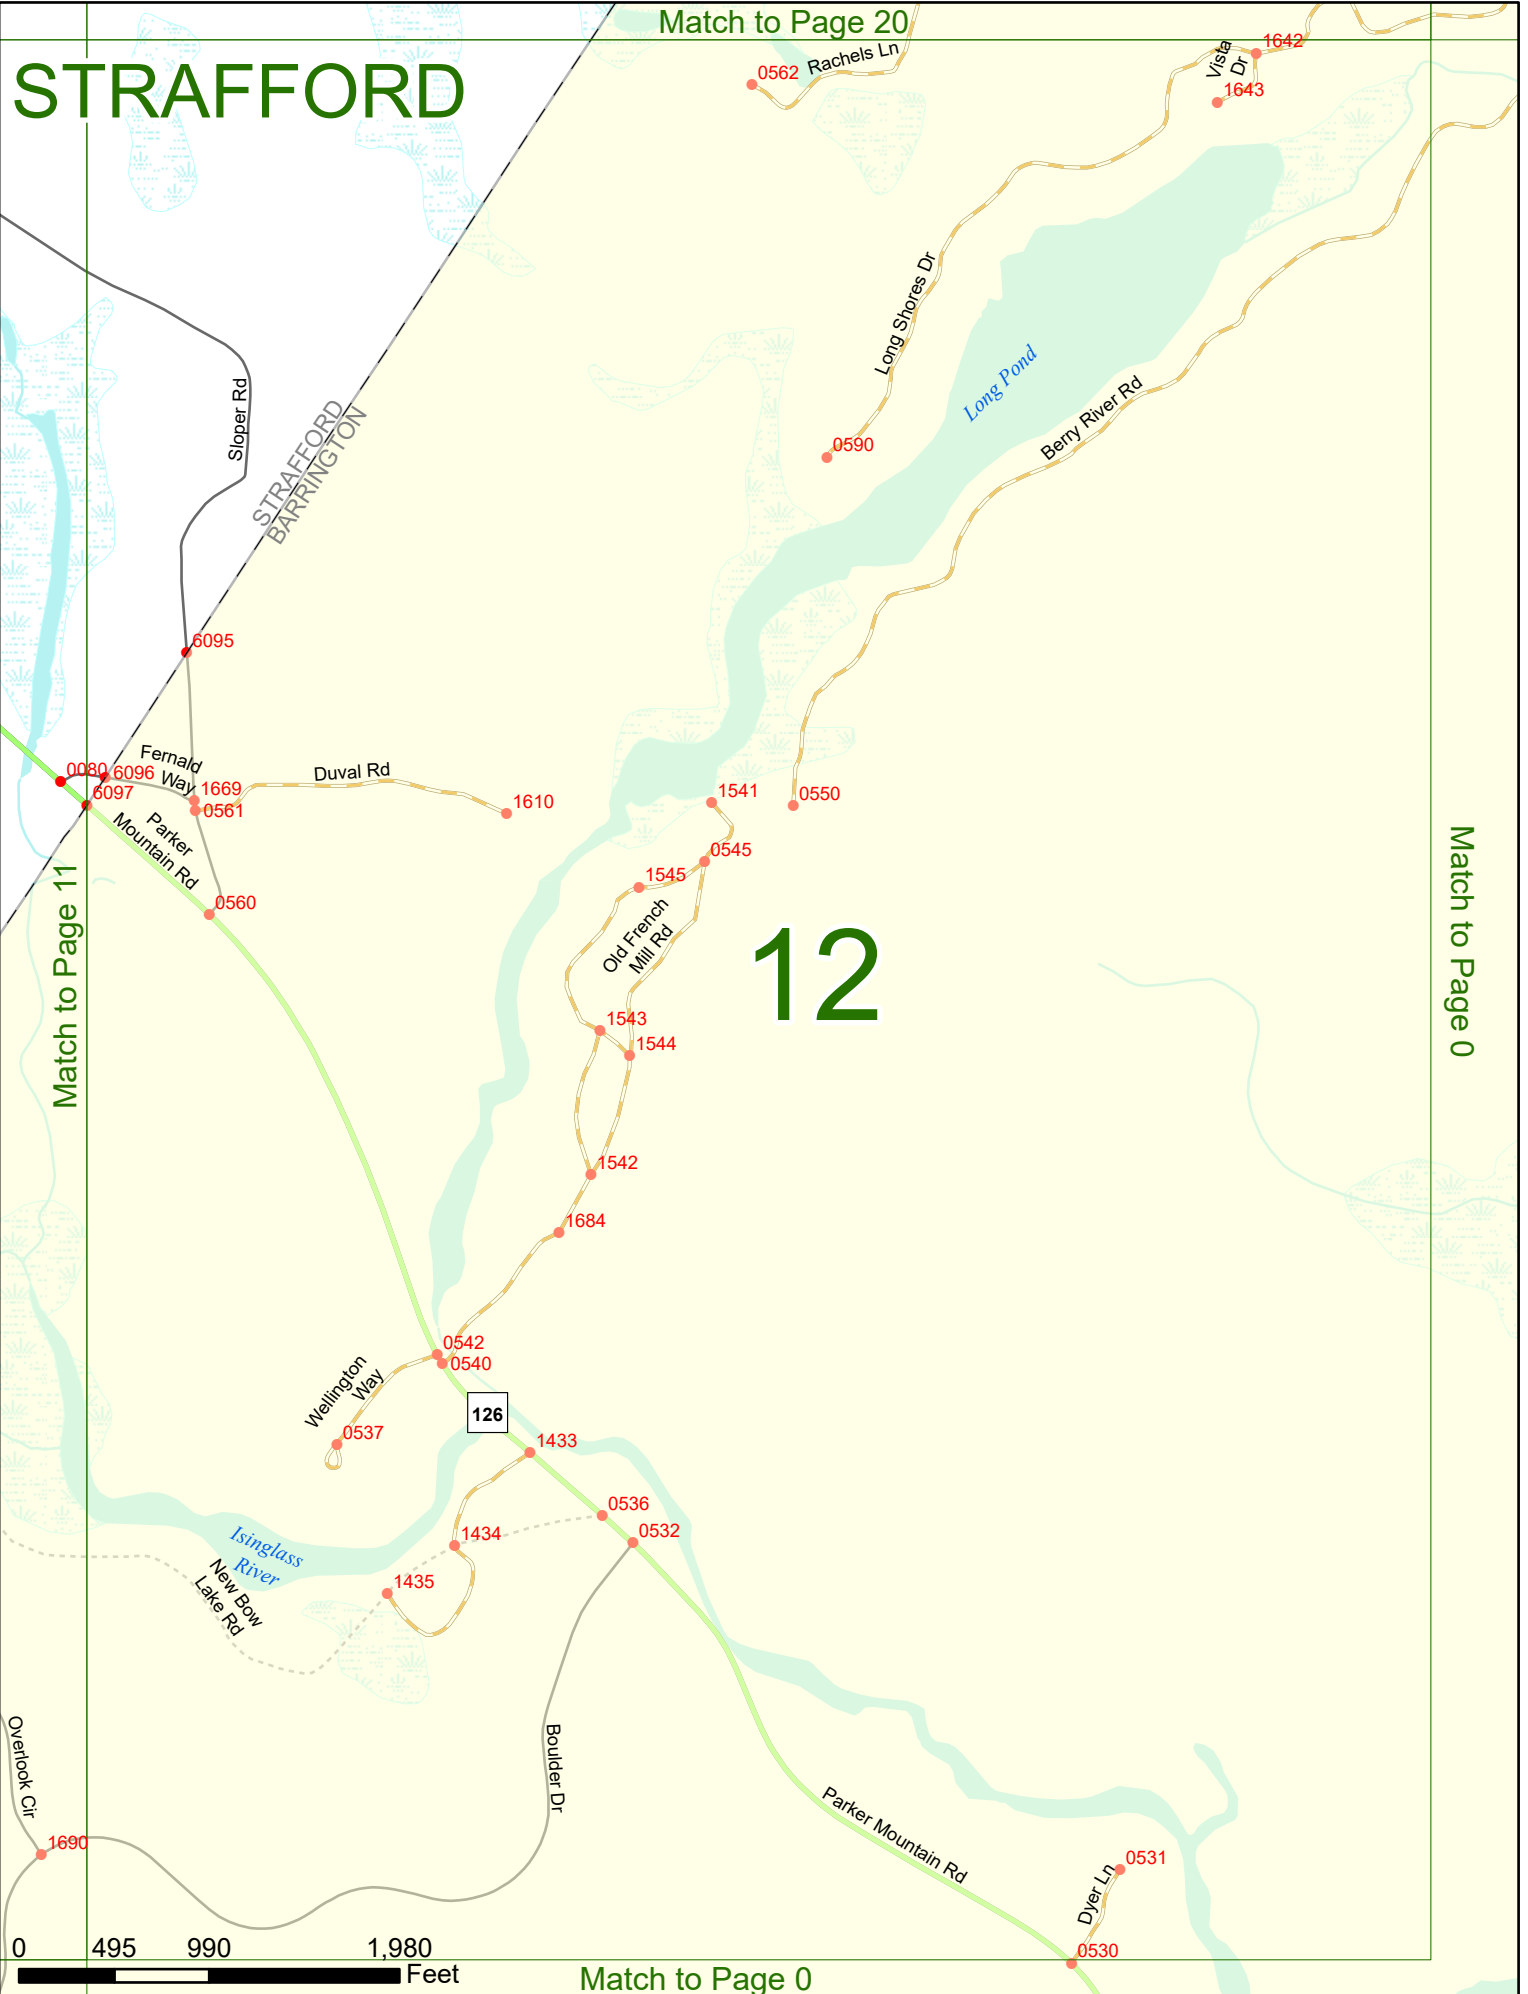 Match to Page 20
STRAFFORD
0562
Rachels Ln
Vista
Dr
1642
1643
Long Shores Dr
Long Pond
Berry River Rd
0590
Sloper Rd
STRAFFORD
BARRINGTON
6095
0080
6096
6097
Fernald
Way
1669
0561
Duval Rd
1610
Parker
Mountain Rd
0560
Match to Page 11
1541
0550
0545
1545
Old French
Mill Rd
12
Match to Page 0
1543
1544
1542
1684
0542
0540
Wellington
Way
0537
126
1433
0536
0532
1434
1435
Isinglass
River
New Bow
Lake Rd
Overlook Cir
1690
Boulder Dr
Parker Mountain Rd
0531
Dyer Ln
0530
0 495 990 1,980
Feet
Match to Page 0